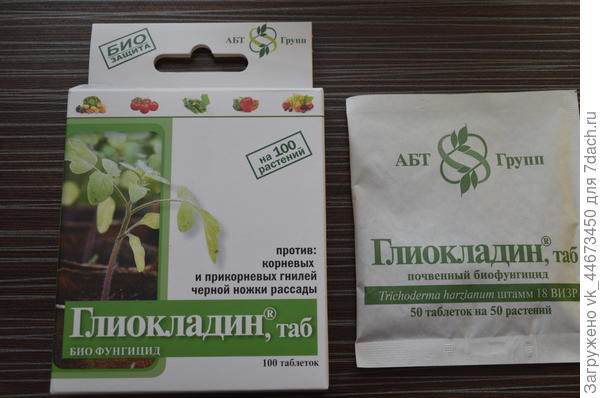 БИО
ЗАЩИТА
АБТ Групп
на 100
растений
против:
корневых
и прикорневых гнилей
черной ножки рассады
Глиокладин®, таб
БИО ФУНГИЦИД
100 таблеток
АБТ Групп
Глиокладин®, таб
почвенный биофунгицид
Trichoderma harzianum штамм 18 ВИЗР
50 таблеток на 50 растений
Загружено vk_44673450 для 7dach.ru